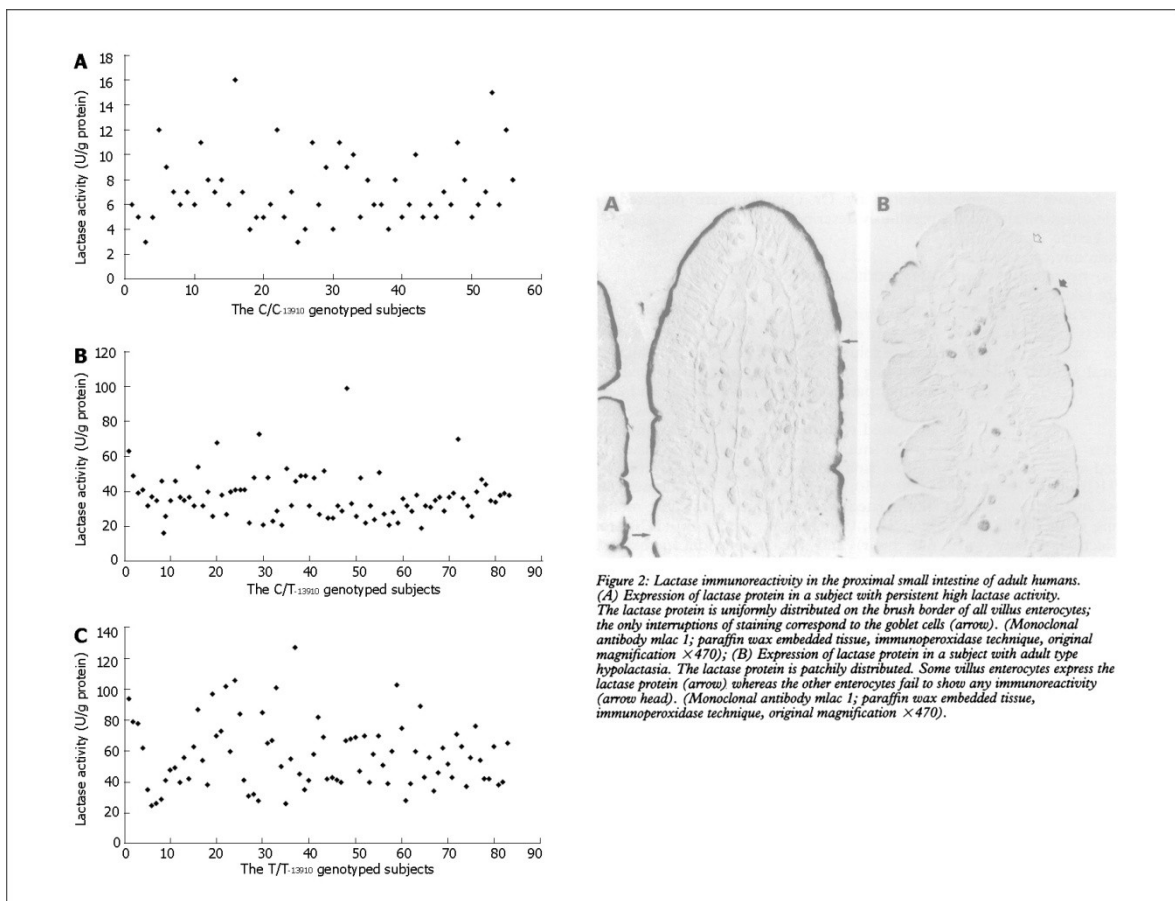 A
Lactase activity (U/g protein)
18
16
14
12
10
8
6
4
2
0
0 10 20 30 40 50 60
The C/C-13910 genotyped subjects
B
Lactase activity (U/g protein)
120
100
80
60
40
20
0
0 10 20 30 40 50 60 70 80 90
The C/T-13910 genotyped subjects
C
Lactase activity (U/g protein)
140
120
100
80
60
40
20
0
0 10 20 30 40 50 60 70 80 90
The T/T-13910 genotyped subjects
A
B
Figure 2: Lactase immunoreactivity in the proximal small intestine of adult humans.
(A) Expression of lactase protein in a subject with persistent high lactase activity.
The lactase protein is uniformly distributed on the brush border of all villus enterocytes;
the only interruptions of staining correspond to the goblet cells (arrow). (Monoclonal
antibody mlac 1; paraffin wax embedded tissue, immunoperoxidase technique, original
magnification ×470); (B) Expression of lactase protein in a subject with adult type
hypolactasia. The lactase protein is patchily distributed. Some villus enterocytes express the
lactase protein (arrow) whereas the other enterocytes fail to show any immunoreactivity
(arrow head). (Monoclonal antibody mlac 1; paraffin wax embedded tissue,
immunoperoxidase technique, original magnification ×470).